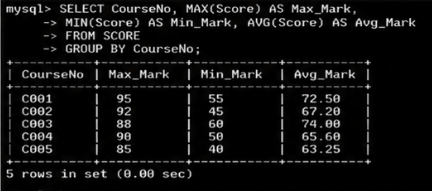 mysql> SELECT CourseNo, MAX(Score) AS Max_Mark,
    -> MIN(Score) AS Min_Mark, AVG(Score) AS Avg_Mark
    -> FROM SCORE
    -> GROUP BY CourseNo;
+----------+----------+----------+----------+
| CourseNo | Max_Mark | Min_Mark | Avg_Mark |
+----------+----------+----------+----------+
| C001 | 95 | 55 | 72.50 |
| C002 | 92 | 45 | 67.20 |
| C003 | 88 | 60 | 74.00 |
| C004 | 90 | 50 | 65.60 |
| C005 | 85 | 40 | 63.25 |
+----------+----------+----------+----------+
5 rows in set (0.00 sec)